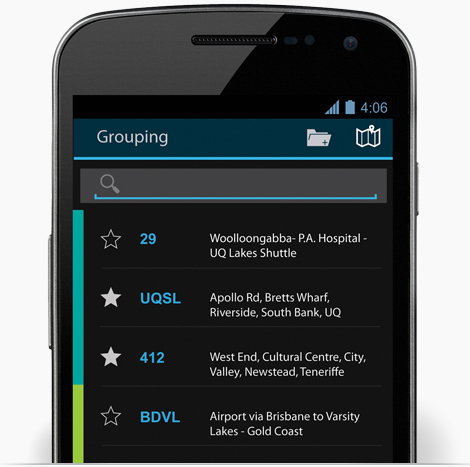 4:06
Grouping
29
Woolloongabba- P.A. Hospital -
UQ Lakes Shuttle
UQSL
Apollo Rd, Bretts Wharf,
Riverside, South Bank, UQ
412
West End, Cultural Centre, City,
Valley, Newstead, Teneriffe
BDVL
Airport via Brisbane to Varsity
Lakes - Gold Coast